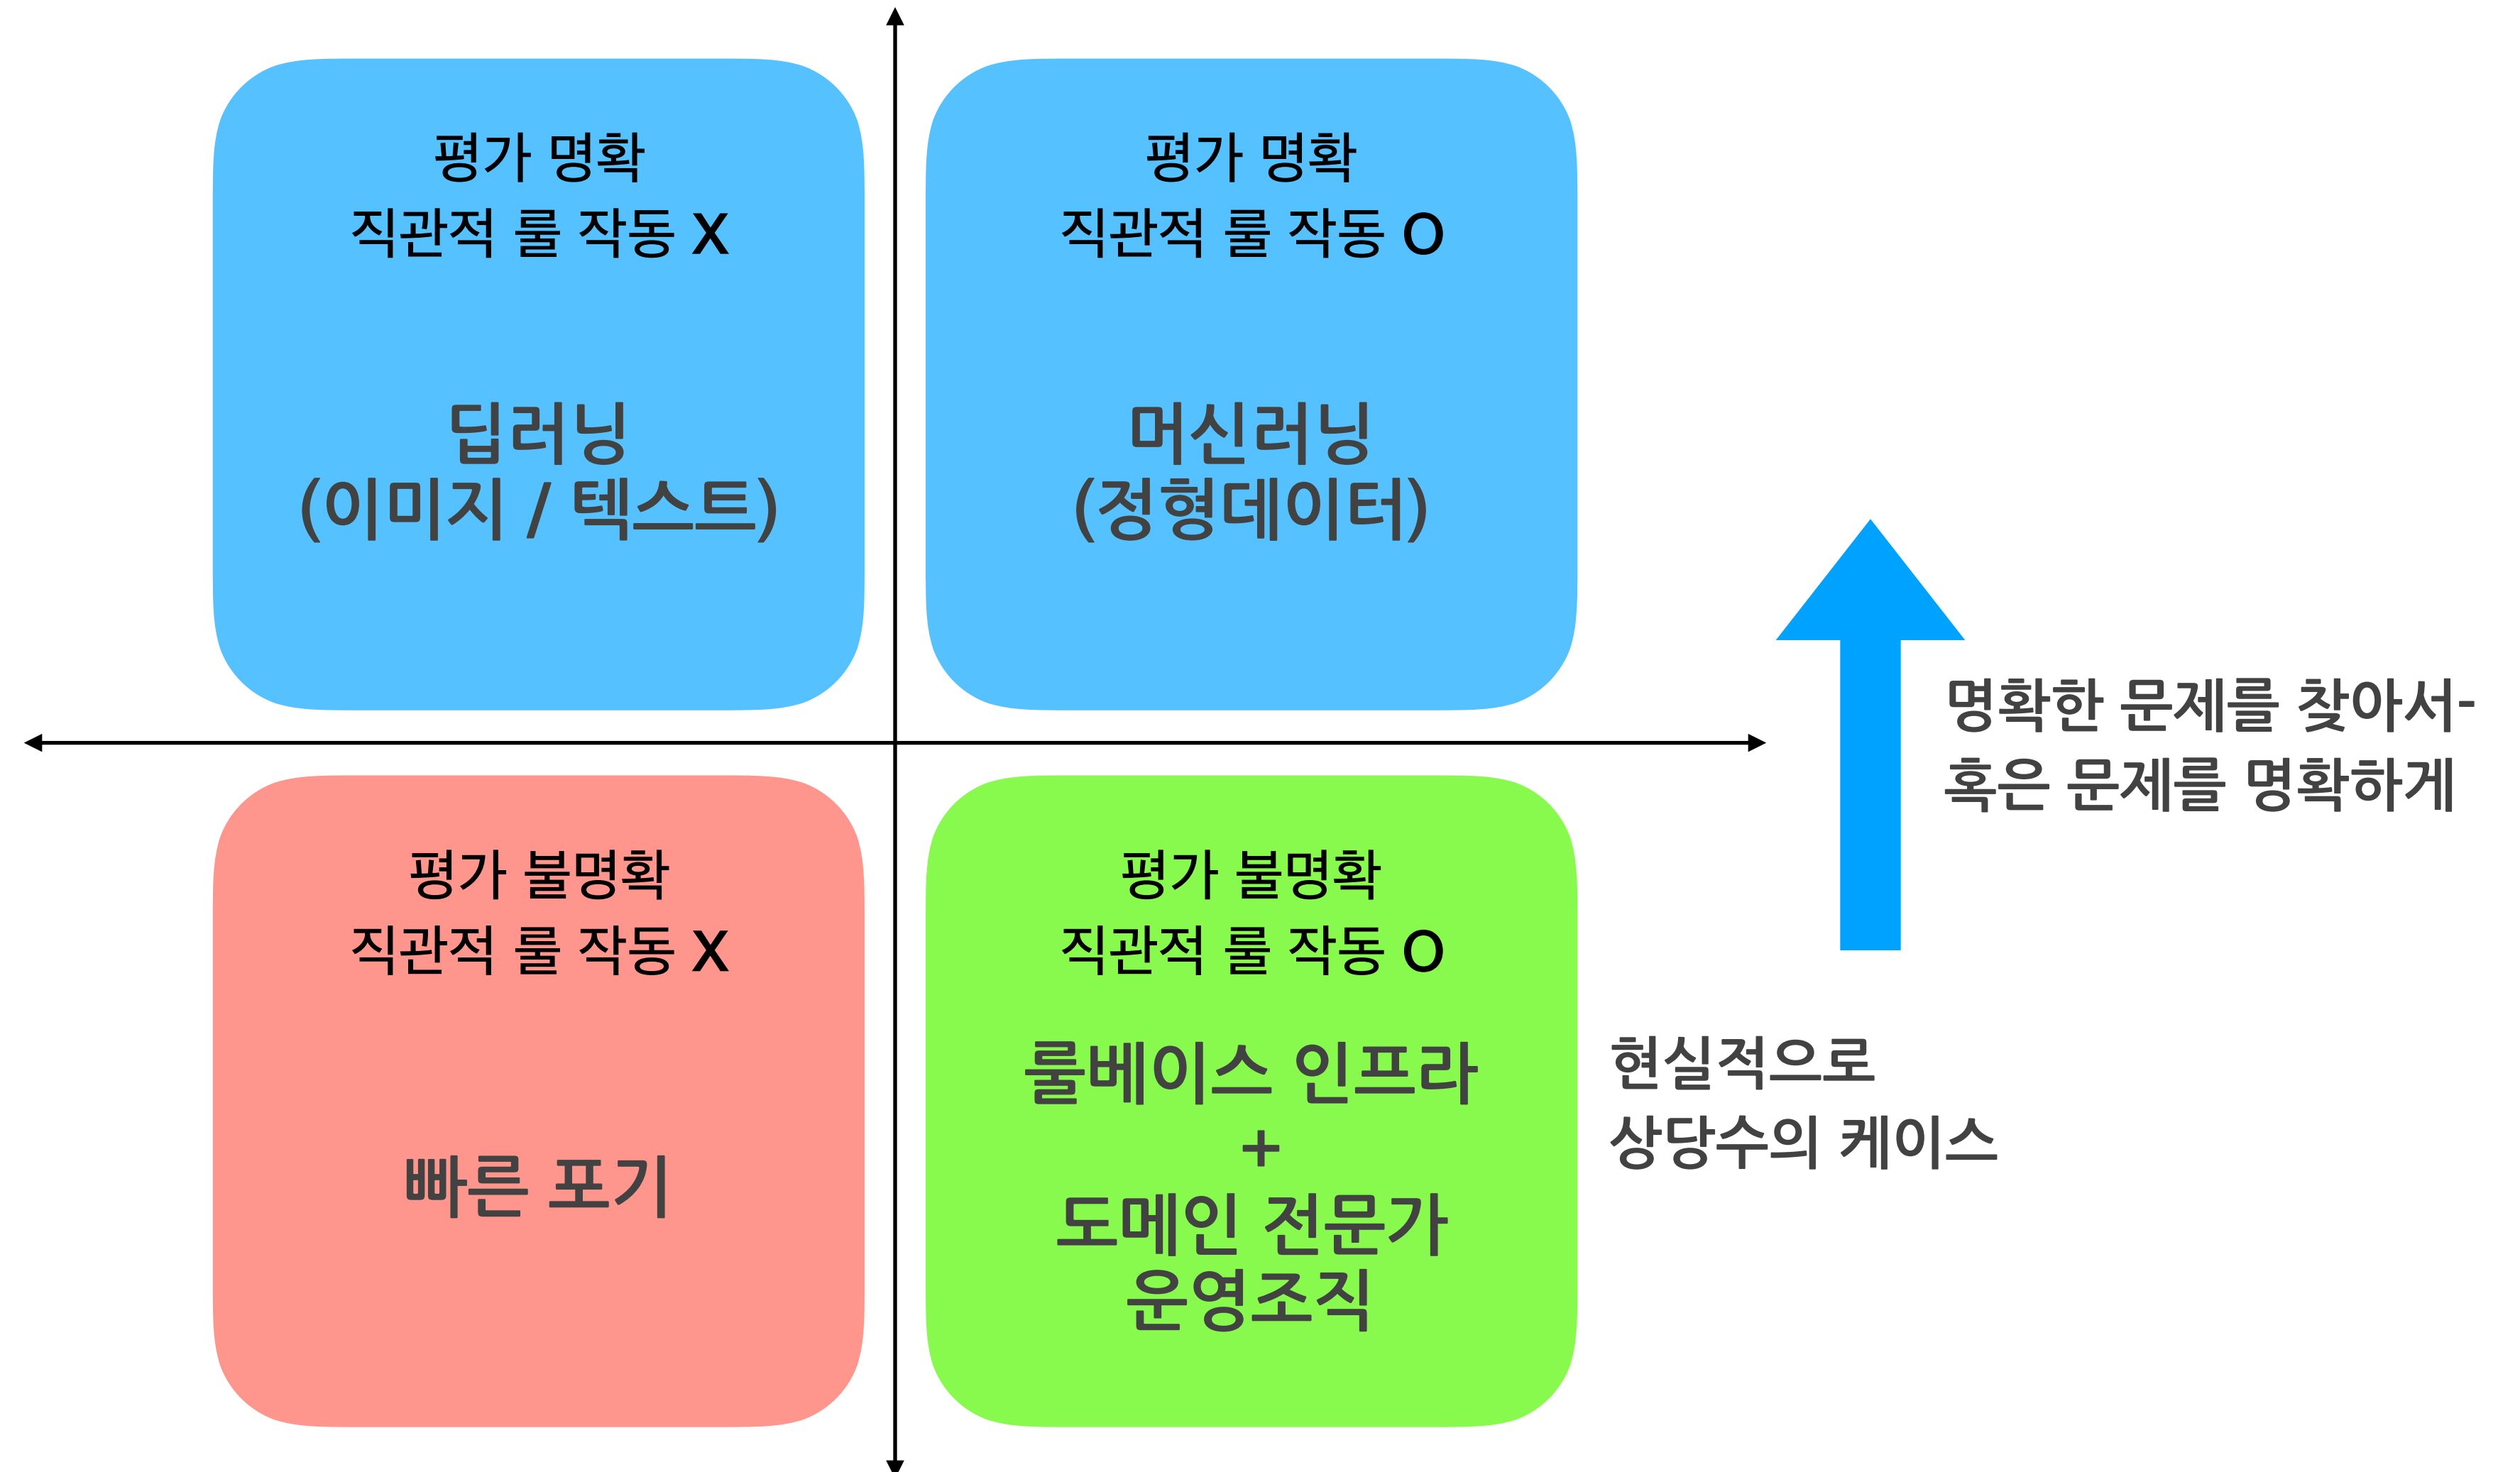 평가 명확
직관적 룰 작동 X
딥러닝
(이미지 / 택스트)
평가 명확
직관적 룰 작동 O
머신러닝
(정형데이터)
명확한 문제를 찾아서-
혹은 문제를 명확하게
평가 불명확
직관적 룰 작동 X
빠른 포기
평가 불명확
직관적 룰 작동 O
룰베이스 인프라
+
도메인 전문가
운영조직
현실적으로
상당수의 케이스